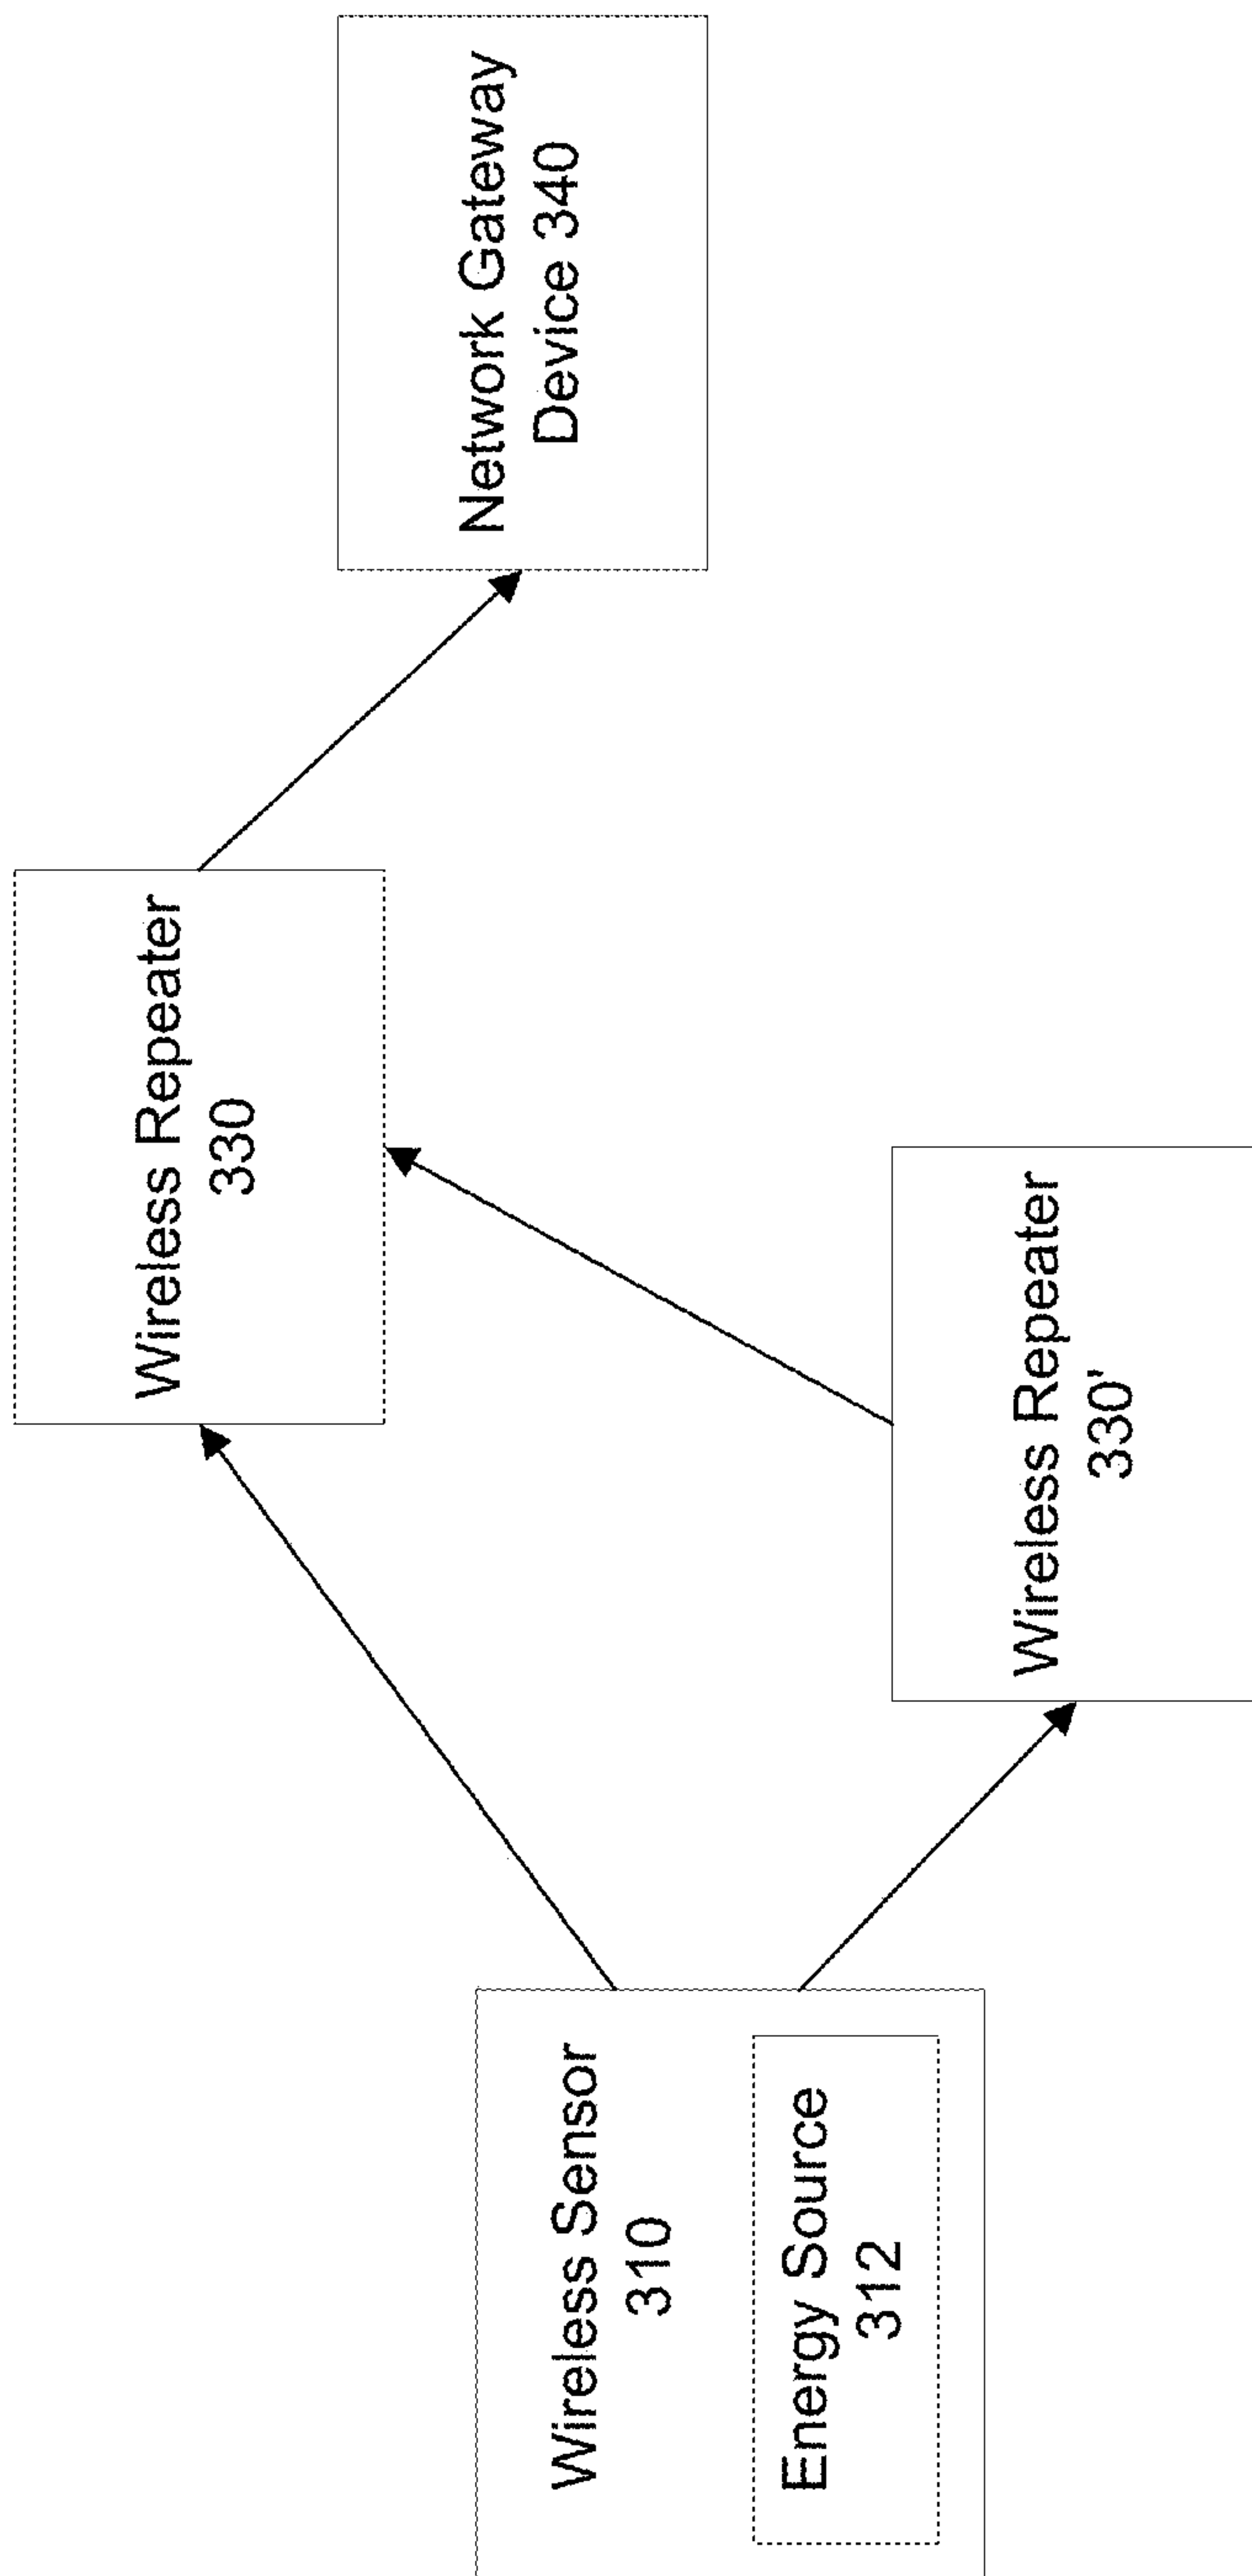 Wireless Sensor
310
Energy Source
312
Wireless Repeater
330
Wireless Repeater
330'
Network Gateway
Device 340